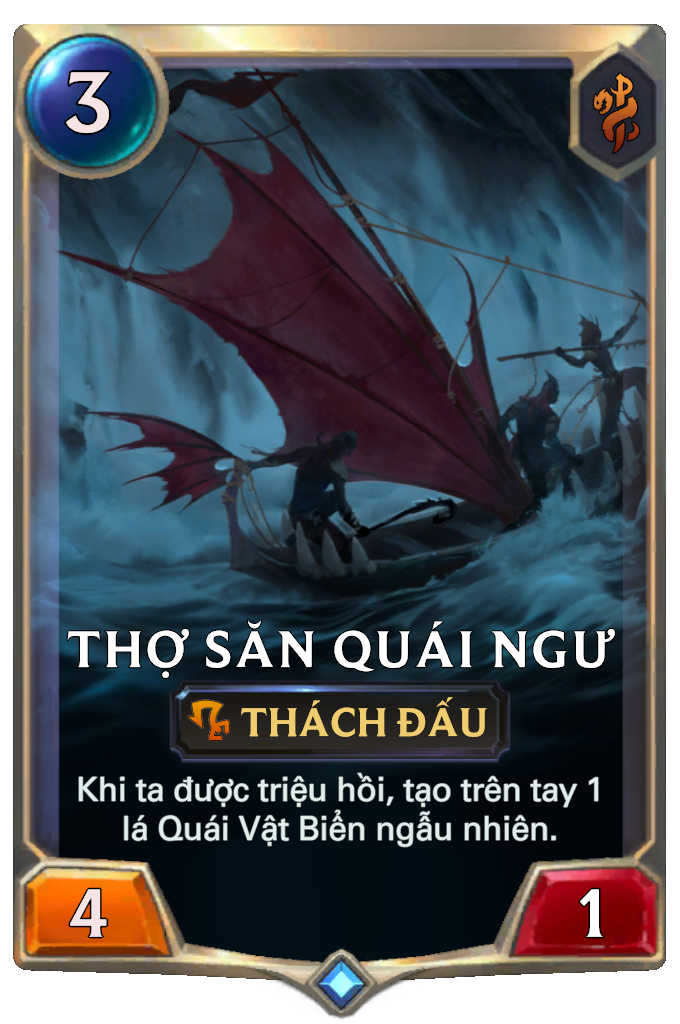 3
THỢ SĂN QUÁI NGƯ
THÁCH ĐẤU
Khi ta được triệu hồi, tạo trên tay 1
lá Quái Vật Biển ngẫu nhiên.
4
1